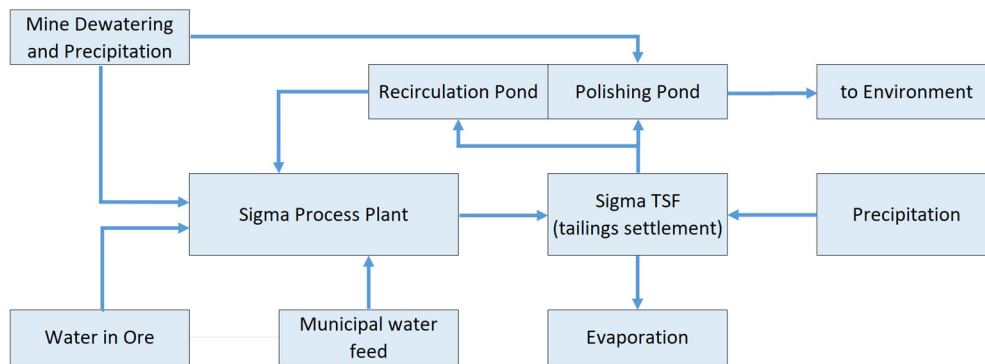 Mine Dewatering
and Precipitation
Recirculation Pond
Polishing Pond
to Environment
Sigma Process Plant
Sigma TSF
(tailings settlement)
Precipitation
Water in Ore
Municipal water
feed
Evaporation